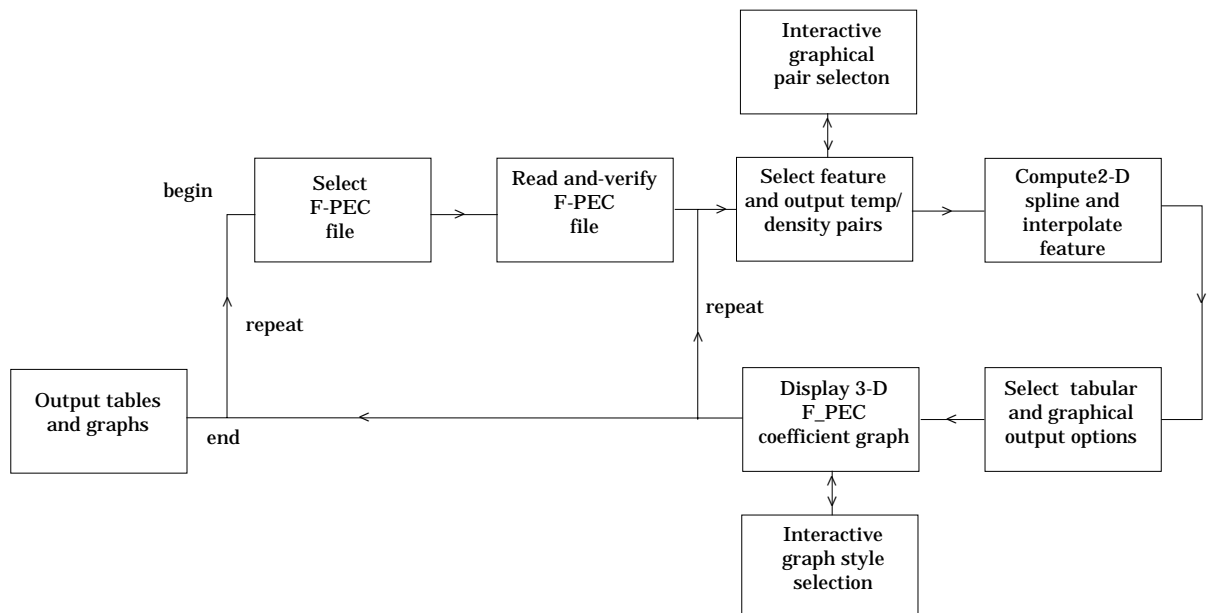 Interactive
graphical
pair selecton
begin
Select
F-PEC
file
Read and-verify
F-PEC
file
Select feature
and output temp/
density pairs
Compute2-D
spline and
interpolate
feature
repeat
repeat
Output tables
and graphs
end
Display 3-D
F_PEC
coefficient graph
Select tabular
and graphical
output options
Interactive
graph style
selection